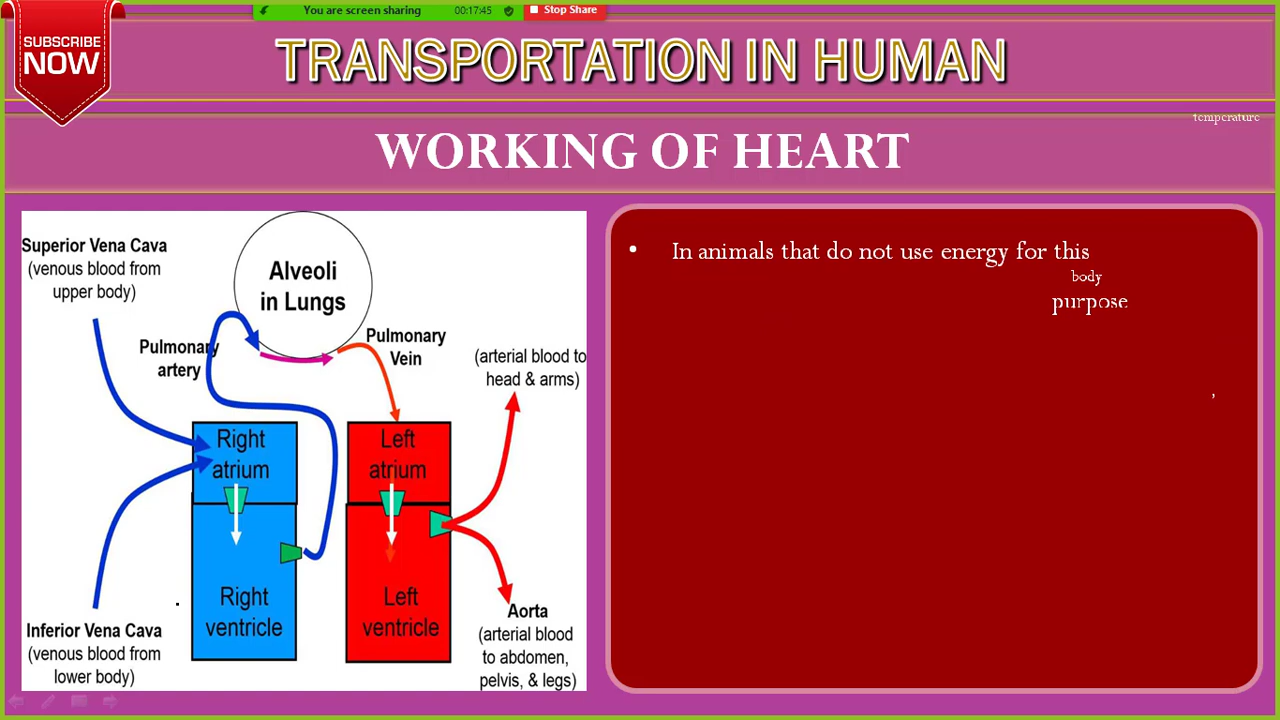 You are screen sharing 00:17:45 Stop Share
SUBSCRIBE
NOW
TRANSPORTATION IN HUMAN
temperature
WORKING OF HEART
Superior Vena Cava
(venous blood from
upper body)
Alveoli
in Lungs
Pulmonary
artery
Pulmonary
Vein
(arterial blood to
head & arms)
Right
atrium
Left
atrium
Right
ventricle
Left
ventricle
Inferior Vena Cava
(venous blood from
lower body)
Aorta
(arterial blood
to abdomen,
pelvis, & legs)
• In animals that do not use energy for this
body
purpose
,